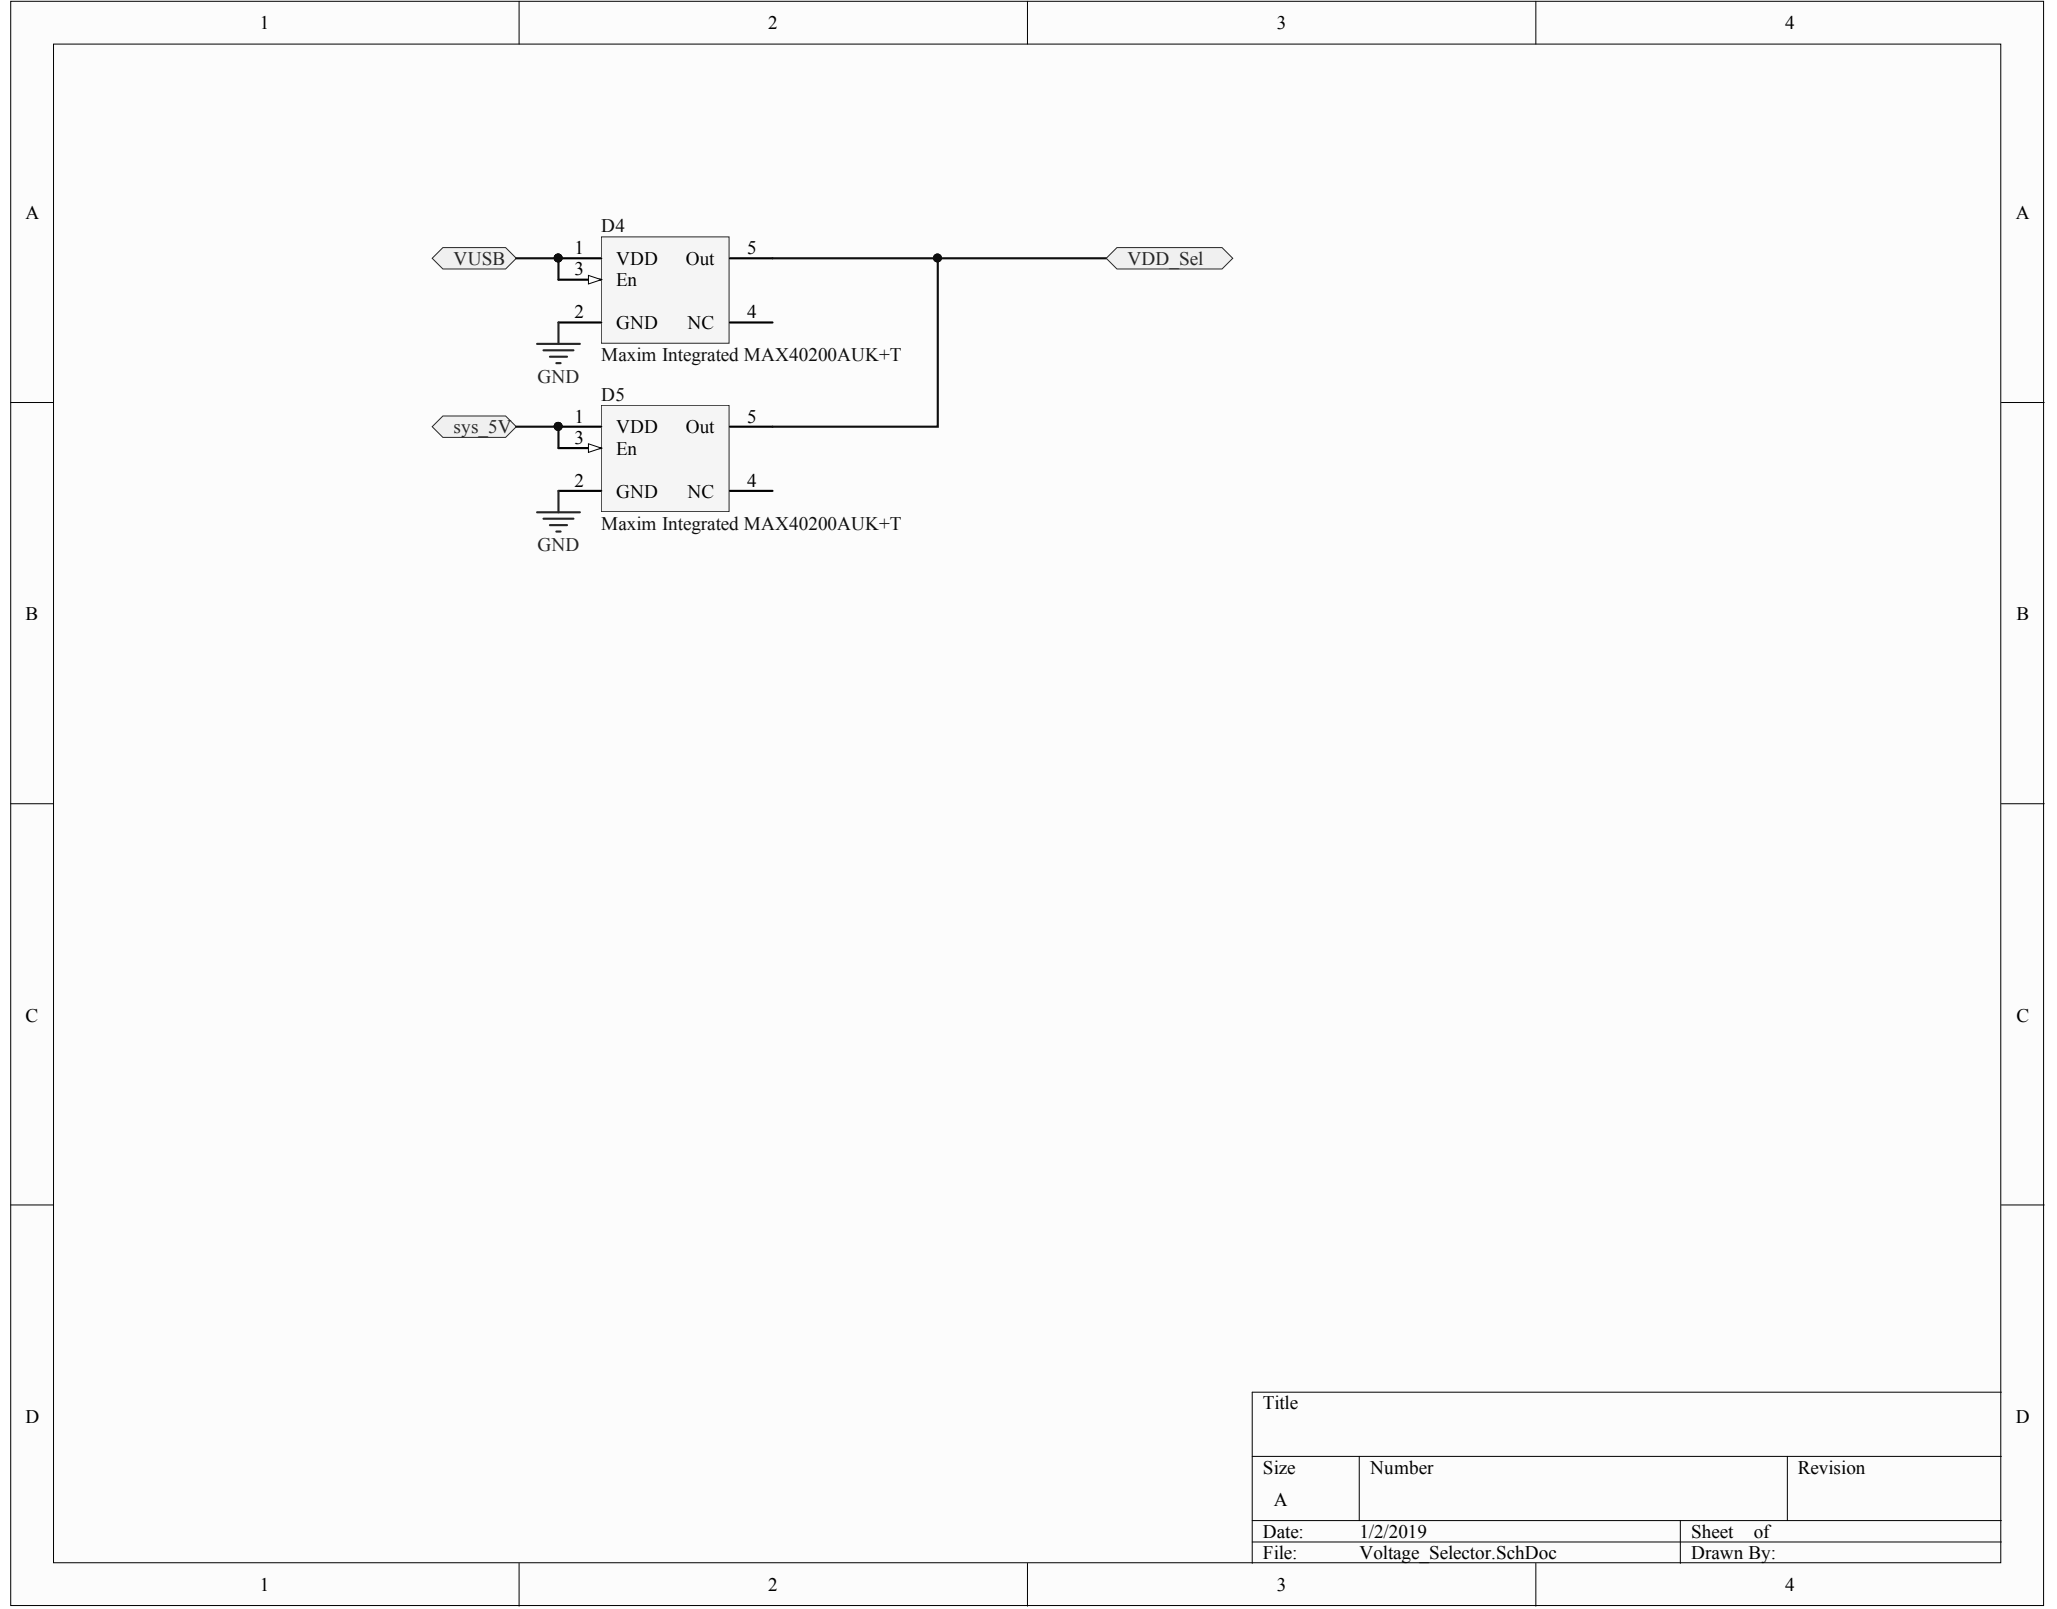 1 2 3 4
A A
D4
VUSB 1 VDD Out 5 VDD_Sel
3 En
2 GND NC 4
Maxim Integrated MAX40200AUK+T
GND
D5
sys_5V 1 VDD Out 5
3 En
2 GND NC 4
Maxim Integrated MAX40200AUK+T
GND
B B
C C
D D
Title
Size Number Revision
A
Date: 1/2/2019 Sheet of
File: Voltage_Selector.SchDoc Drawn By:
1 2 3 4